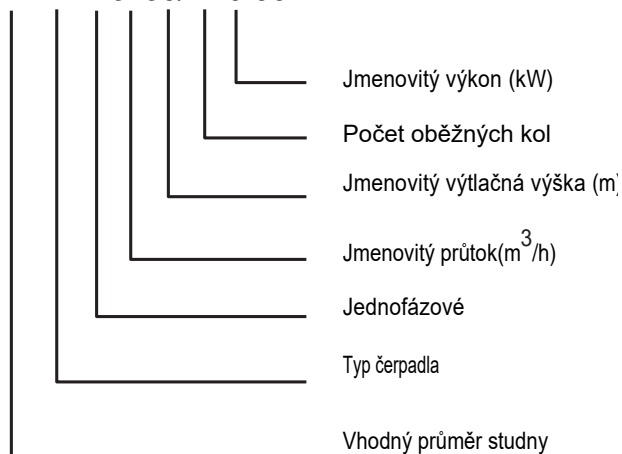 Jmenovitý výkon (kW)
Počet oběžných kol
Jmenovitý výtlačná výška (m)
Jmenovitý průtok(m³/h)
Jednofázové
Typ čerpadla
Vhodný průměr studny